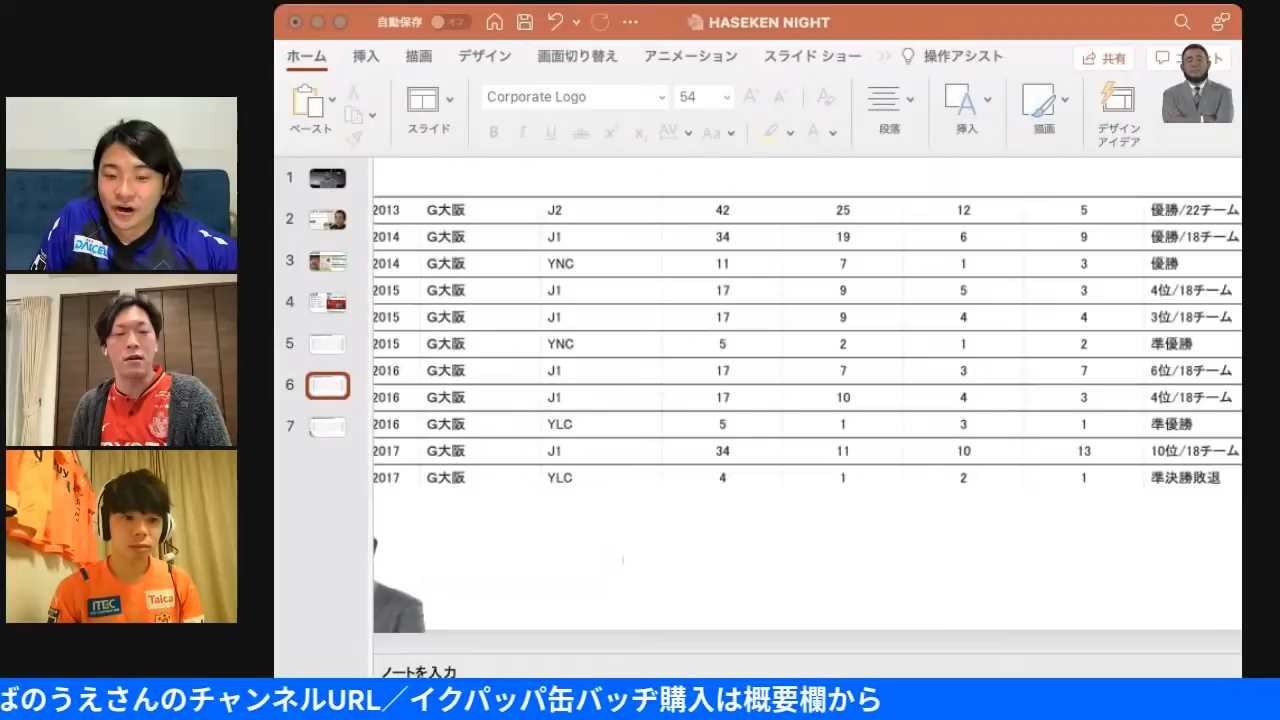 自動保存 オフ
HASEKEN NIGHT
ホーム 挿入 描画 デザイン 画面切り替え アニメーション スライド ショー 操作アシスト 共有
ペースト スライド Corporate Logo 54 段落 挿入 描画 デザイン アイデア
1
2
3
4
5
6
7
2013 G大阪 J2 42 25 12 5 優勝/22チーム
2014 G大阪 J1 34 19 6 9 優勝/18チーム
2014 G大阪 YNC 11 7 1 3 優勝
2015 G大阪 J1 17 9 5 3 4位/18チーム
2015 G大阪 J1 17 9 4 4 3位/18チーム
2015 G大阪 YNC 5 2 1 2 準優勝
2016 G大阪 J1 17 7 3 7 6位/18チーム
2016 G大阪 J1 17 10 4 3 4位/18チーム
2016 G大阪 YLC 5 1 3 1 準優勝
2017 G大阪 J1 34 11 10 13 10位/18チーム
2017 G大阪 YLC 4 1 2 1 準決勝敗退
ノートを入力
DAICEL
ITEC
Taica
ばのうえさんのチャンネルURL／イクパッパ缶バッヂ購入は概要欄から